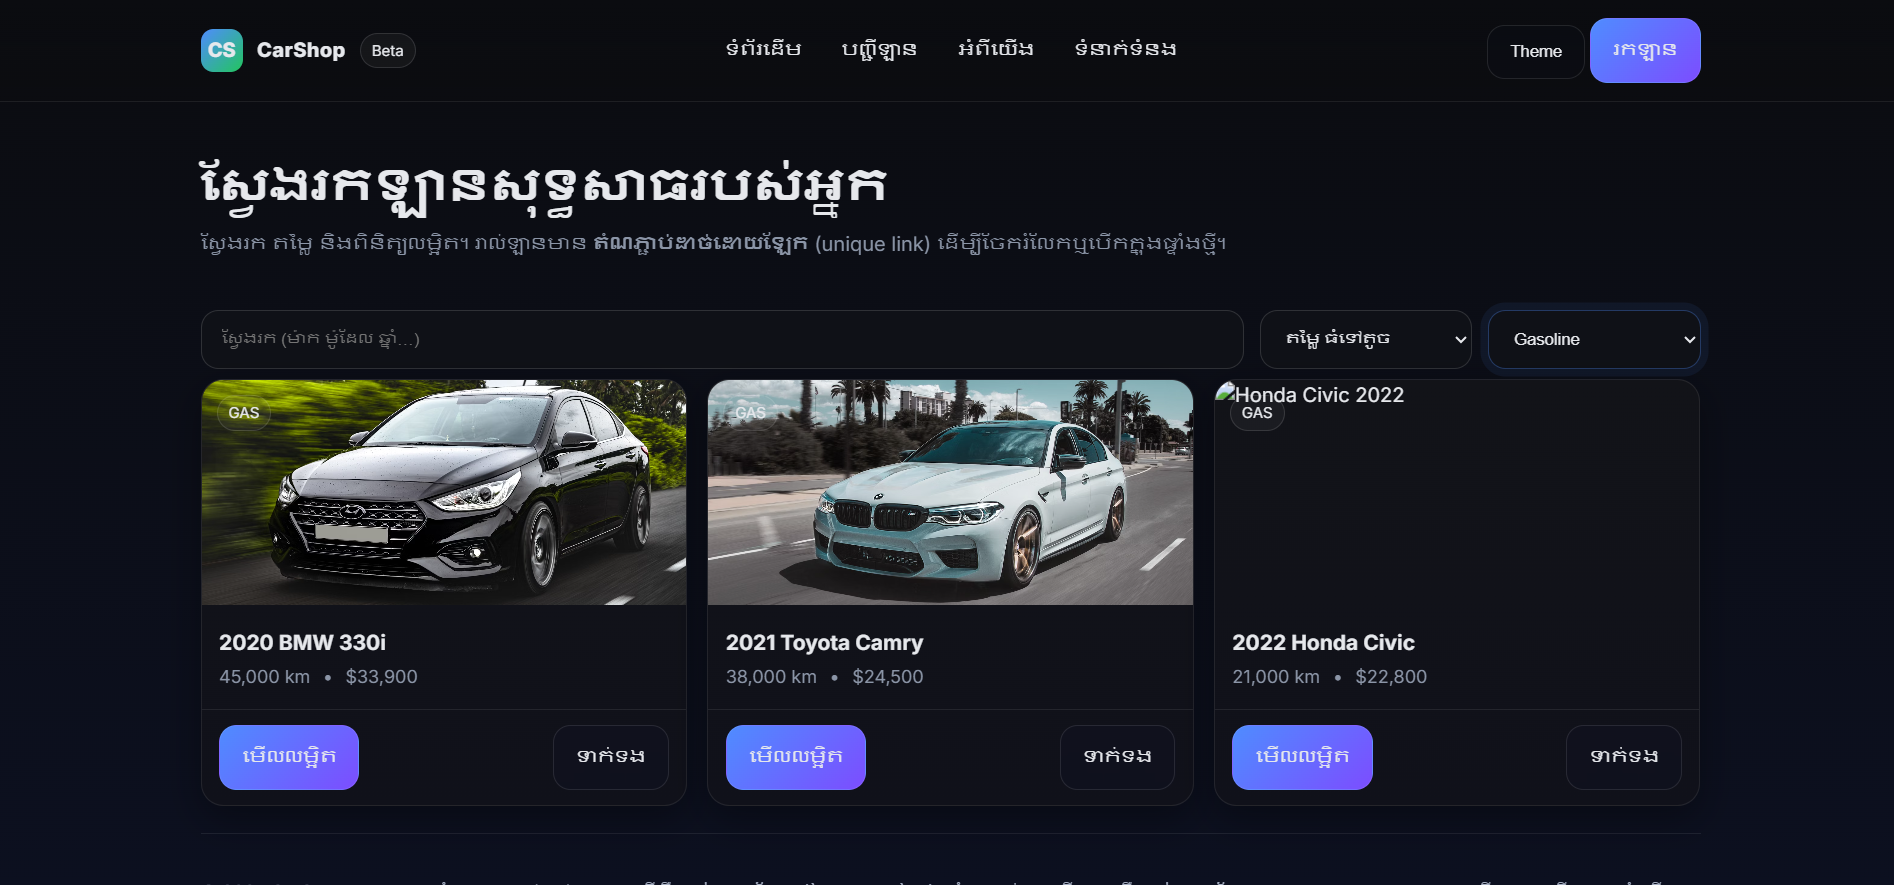 CS CarShop Beta
ទំព័រដើម
បញ្ជីឡាន
អំពីយើង
ទំនាក់ទំនង
Theme
រកឡាន
ស្វែងរកឡានសុទ្ធសាធរបស់អ្នក
ស្វែងរក តម្លៃ និងពិនិត្យលម្អិត។ រាល់ឡានមាន តំណភ្ជាប់ដាច់ដោយឡែក (unique link) ដើម្បីចែករំលែកឬបើកក្នុងផ្ទាំងថ្មី។
ស្វែងរក (ម៉ាក ម៉ូដែល ឆ្នាំ...)
តម្លៃ ធំទៅតូច
Gasoline
GAS
GAS
Honda Civic 2022
GAS
2020 BMW 330i
45,000 km • $33,900
មើលលម្អិត
ទាក់ទង
2021 Toyota Camry
38,000 km • $24,500
មើលលម្អិត
ទាក់ទង
2022 Honda Civic
21,000 km • $22,800
មើលលម្អិត
ទាក់ទង